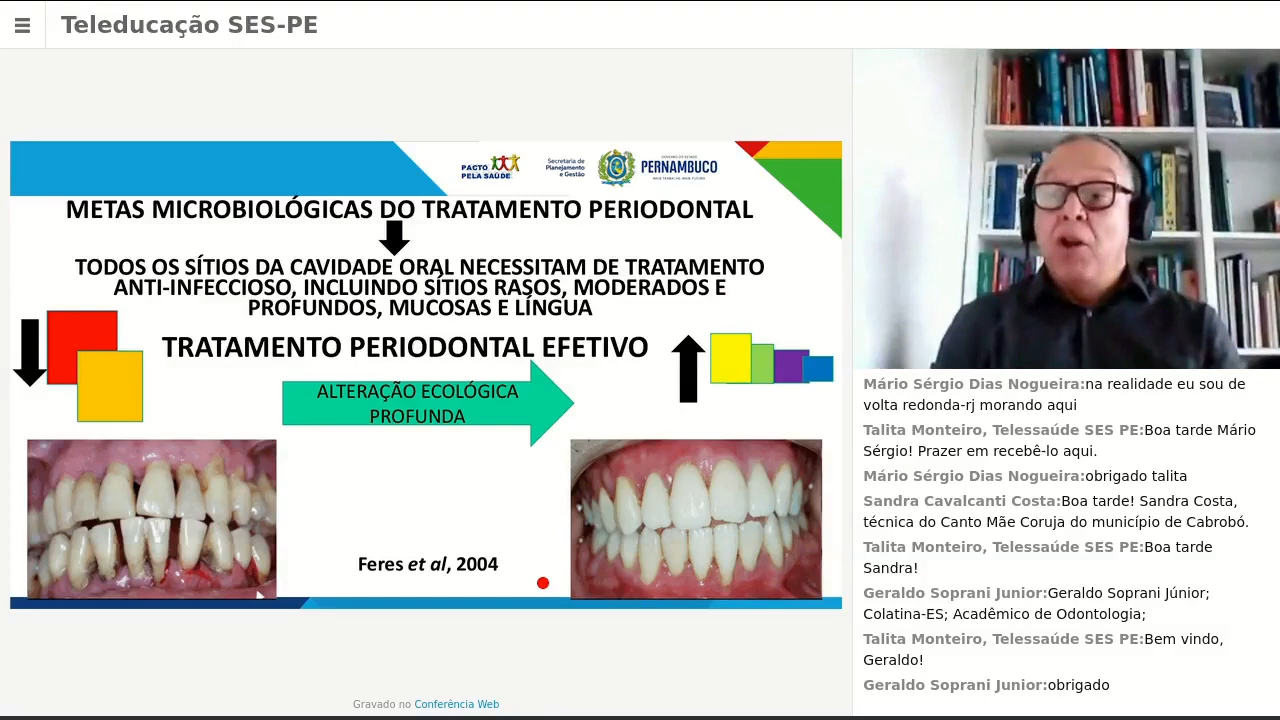 Teleducação SES-PE
PACTO
PELA SAÚDE
Secretaria de
Planejamento
e Gestão
GOVERNO DO ESTADO
PERNAMBUCO
METAS MICROBIOLÓGICAS DO TRATAMENTO PERIODONTAL
TODOS OS SÍTIOS DA CAVIDADE ORAL NECESSITAM DE TRATAMENTO
ANTI-INFECCIOSO, INCLUINDO SÍTIOS RASOS, MODERADOS E
PROFUNDOS, MUCOSAS E LÍNGUA
TRATAMENTO PERIODONTAL EFETIVO
ALTERAÇÃO ECOLÓGICA
PROFUNDA
Feres et al, 2004
Gravado no Conferência Web
Mário Sérgio Dias Nogueira:na realidade eu sou de
volta redonda-rj morando aqui
Talita Monteiro, Telessaúde SES PE:Boa tarde Mário
Sérgio! Prazer em recebê-lo aqui.
Mário Sérgio Dias Nogueira:obrigado talita
Sandra Cavalcanti Costa:Boa tarde! Sandra Costa,
técnica do Canto Mãe Coruja do município de Cabrobó.
Talita Monteiro, Telessaúde SES PE:Boa tarde
Sandra!
Geraldo Soprani Junior:Geraldo Soprani Júnior;
Colatina-ES; Acadêmico de Odontologia;
Talita Monteiro, Telessaúde SES PE:Bem vindo,
Geraldo!
Geraldo Soprani Junior:obrigado